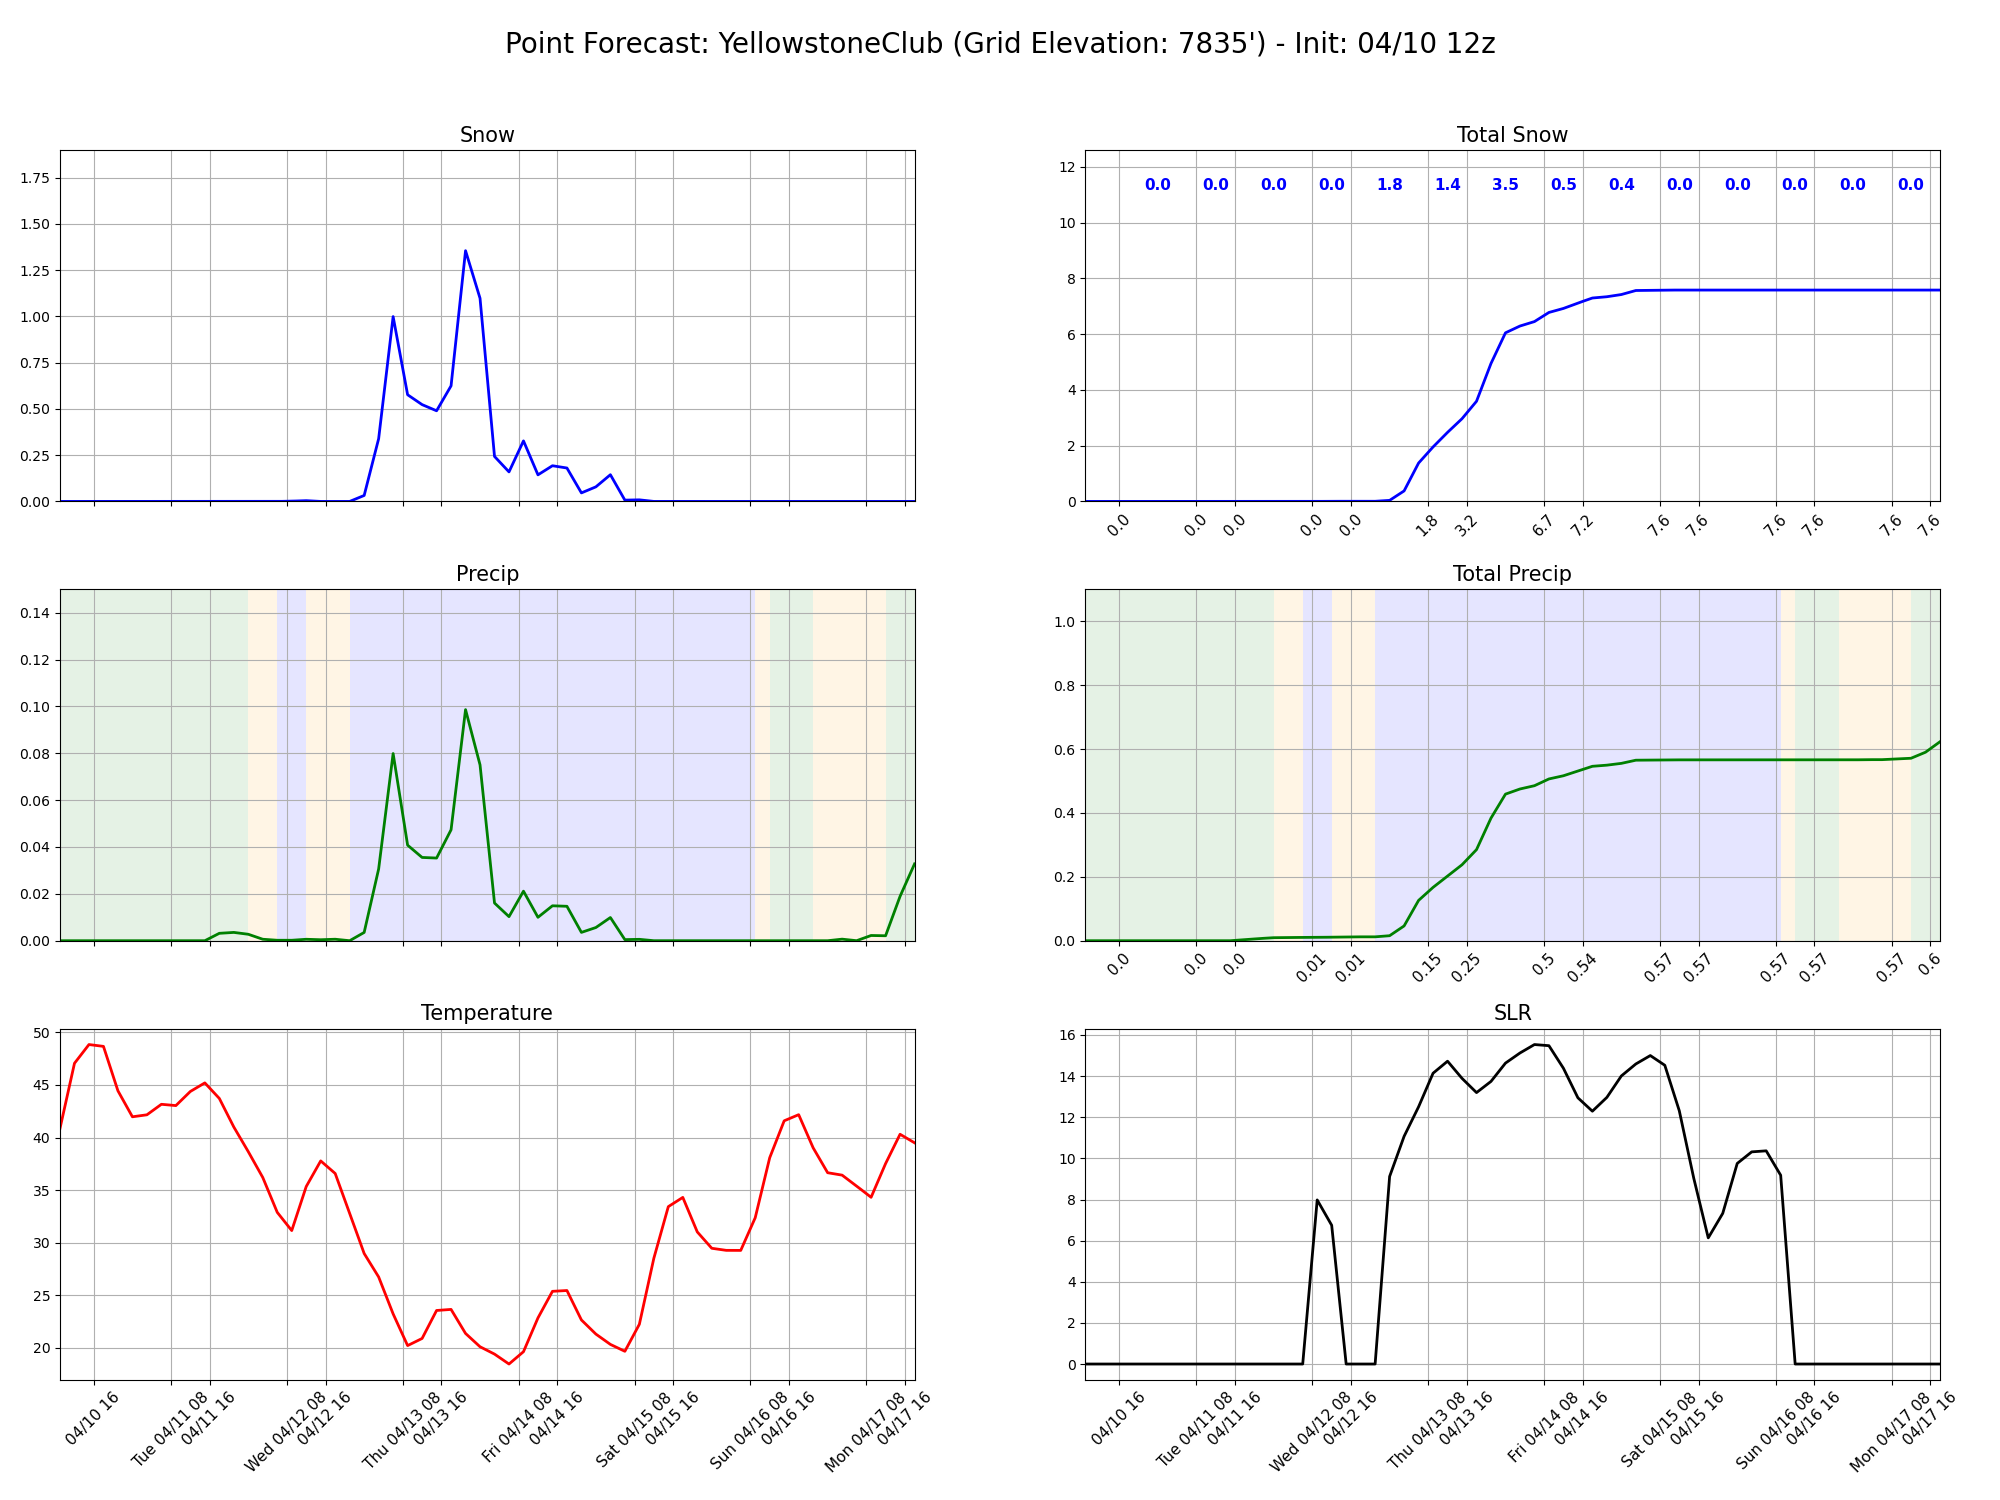 Point Forecast: YellowstoneClub (Grid Elevation: 7835') - Init: 04/10 12z
Snow
1.75
1.50
1.25
1.00
0.75
0.50
0.25
0.00
Total Snow
12
10
8
6
4
2
0
0.0 0.0 0.0 0.0 1.8 1.4 3.5 0.5 0.4 0.0 0.0 0.0 0.0 0.0
0.0 0.0 0.0 0.0 0.0 1.8 3.2 6.7 7.2 7.6 7.6 7.6 7.6 7.6 7.6
Precip
0.14
0.12
0.10
0.08
0.06
0.04
0.02
0.00
Total Precip
1.0
0.8
0.6
0.4
0.2
0.0
0.0 0.0 0.0 0.01 0.01 0.15 0.25 0.5 0.54 0.57 0.57 0.57 0.57 0.57 0.6
Temperature
50
45
40
35
30
25
20
04/10 16
Tue 04/11 08
04/11 16
Wed 04/12 08
04/12 16
Thu 04/13 08
04/13 16
Fri 04/14 08
04/14 16
Sat 04/15 08
04/15 16
Sun 04/16 08
04/16 16
Mon 04/17 08
04/17 16
SLR
16
14
12
10
8
6
4
2
0
04/10 16
Tue 04/11 08
04/11 16
Wed 04/12 08
04/12 16
Thu 04/13 08
04/13 16
Fri 04/14 08
04/14 16
Sat 04/15 08
04/15 16
Sun 04/16 08
04/16 16
Mon 04/17 08
04/17 16